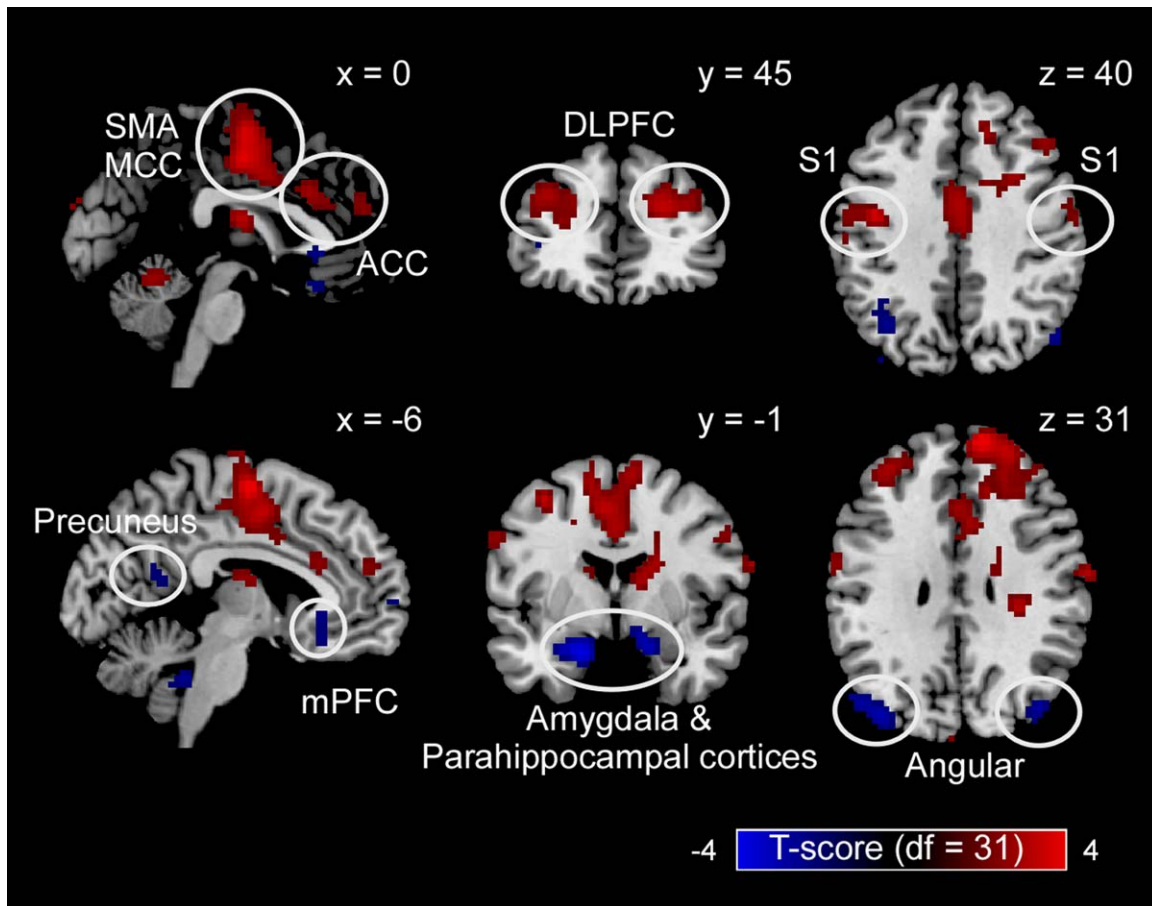 x = 0
y = 45
z = 40
SMA
MCC
DLPFC
S1
S1
ACC
x = -6
y = -1
z = 31
Precuneus
mPFC
Amygdala &
Parahippocampal cortices
Angular
-4 T-score (df = 31) 4